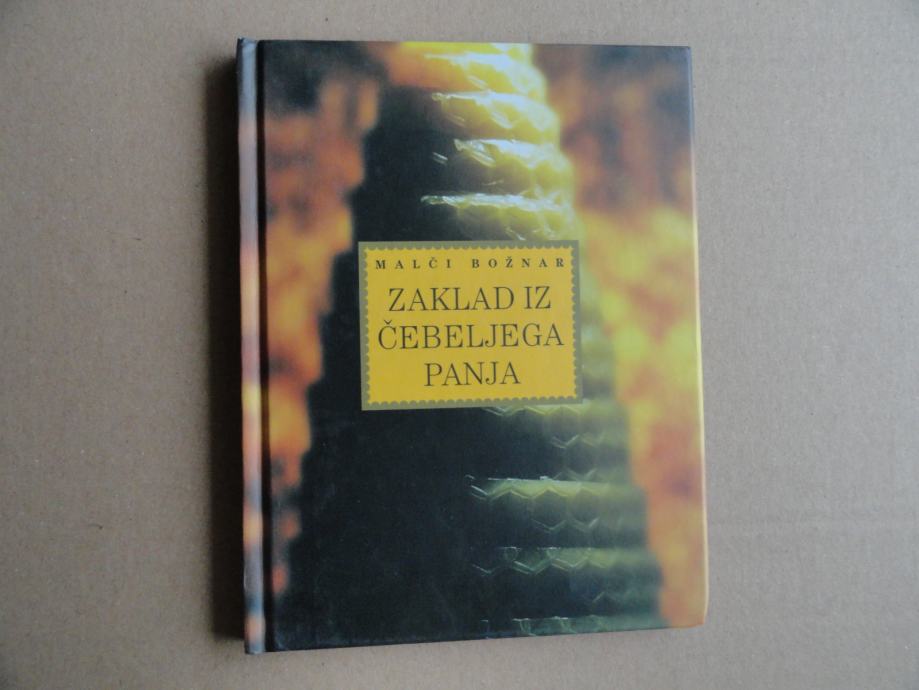 MALČI BOŽNAR
ZAKLAD IZ
ČEBELJEGA
PANJA